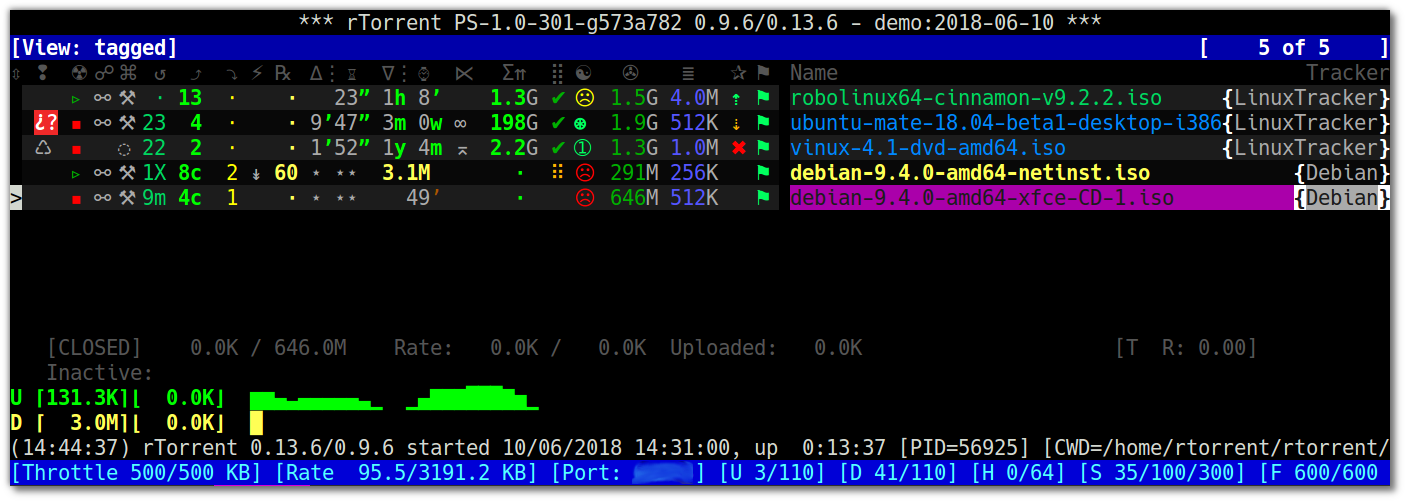 *** rTorrent PS-1.0-301-g573a782 0.9.6/0.13.6 - demo:2018-06-10 ***
[View: tagged] [ 5 of 5 ]
⇳ ❢ ☢ ☍ ⌘ ↺ ⤴ ⤵ ⚡ ℞ ∆⋮ ⌛ ∇⋮ ⌚ ⋉ Σ⇈ ⣿ ☯ ✇ ≣ ✰ ⚑ Name Tracker
▹ ⚯ ⚒ · 13 · · 23” 1h 8’ 1.3G ✔ ☹ 1.5G 4.0M ⇡ ⚑ robolinux64-cinnamon-v9.2.2.iso {LinuxTracker}
¿? ▪ ⚯ ⚒ 23 4 · · 9’47” 3m 0w ∞ 198G ✔ ⊛ 1.9G 512K ⇣ ⚑ ubuntu-mate-18.04-beta1-desktop-i386{LinuxTracker}
♺ ▪ ◌ 22 2 · · 1’52” 1y 4m ⌅ 2.2G ✔ ➀ 1.3G 1.0M ✖ ⚑ vinux-4.1-dvd-amd64.iso {LinuxTracker}
▹ ⚯ ⚒ 1X 8c 2 ↡ 60 ⋆ ⋆⋆ 3.1M · ⠿ ☹ 291M 256K ⚑ debian-9.4.0-amd64-netinst.iso {Debian}
> ▪ ⚯ ⚒ 9m 4c 1 · ⋆ ⋆⋆ 49’ · ☹ 646M 512K ⚑ debian-9.4.0-amd64-xfce-CD-1.iso {Debian}
[CLOSED] 0.0K / 646.0M Rate: 0.0K / 0.0K Uploaded: 0.0K [T R: 0.00]
Inactive:
U ⌈131.3K⌉⌊ 0.0K⌋
D ⌈ 3.0M⌉⌊ 0.0K⌋
(14:44:37) rTorrent 0.13.6/0.9.6 started 10/06/2018 14:31:00, up 0:13:37 [PID=56925] [CWD=/home/rtorrent/rtorrent/
[Throttle 500/500 KB] [Rate 95.5/3191.2 KB] [Port: ] [U 3/110] [D 41/110] [H 0/64] [S 35/100/300] [F 600/600